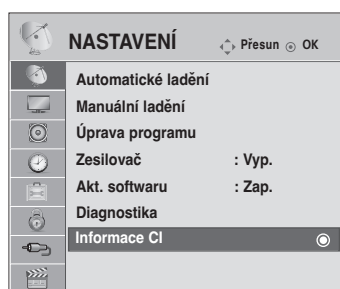 NASTAVENÍ Přesun OK
Automatické ladění
Manuální ladění
Úprava programu
Zesilovač : Vyp.
Akt. softwaru : Zap.
Diagnostika
Informace CI